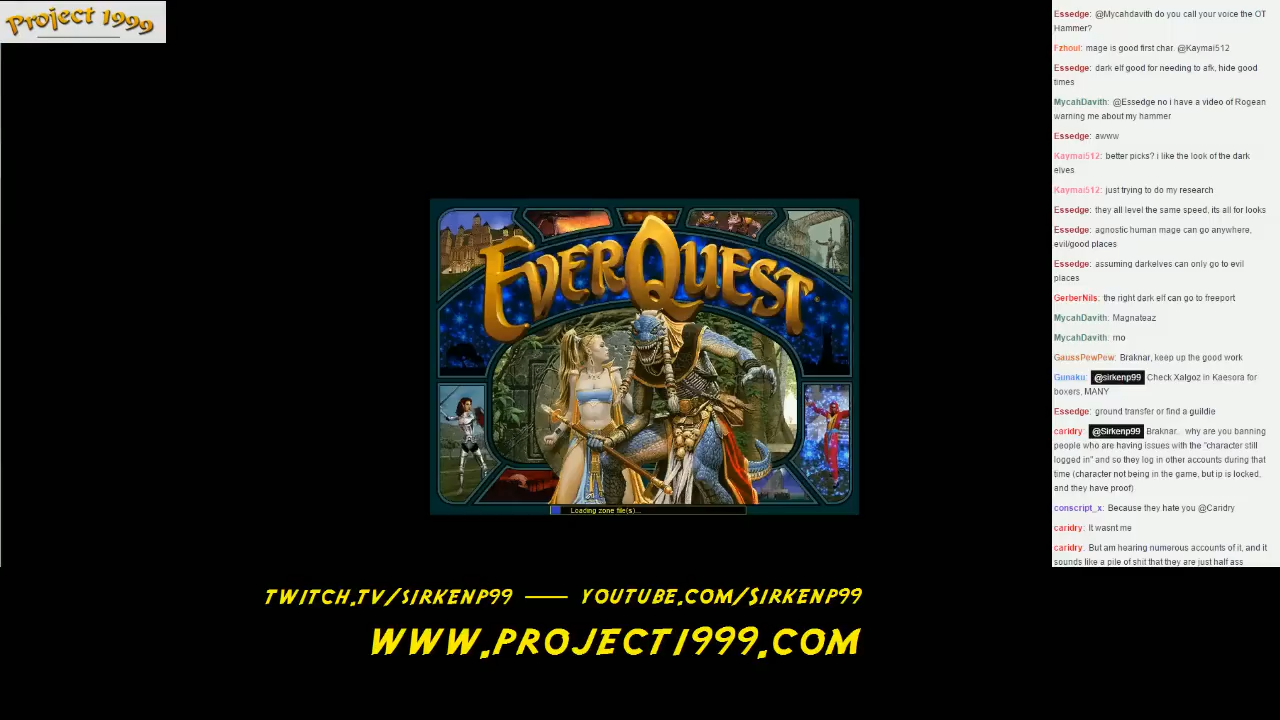 Project 1999
Essedge: @Mycahdavith do you call your voice the OT
Hammer?
Fzhoul: mage is good first char. @Kaymai512
Essedge: dark elf good for needing to afk, hide good
times
MycahDavith: @Essedge no i have a video of Rogean
warning me about my hammer
Essedge: awww
Kaymai512: better picks? i like the look of the dark
elves
Kaymai512: just trying to do my research
Essedge: they all level the same speed, its all for looks
Essedge: agnostic human mage can go anywhere,
evil/good places
Essedge: assuming darkelves can only go to evil
places
GerberNils: the right dark elf can go to freeport
MycahDavith: Magnateaz
MycahDavith: rno
GaussPewPew: Braknar, keep up the good work
Gunaku: @sirkenp99 Check Xalgoz in Kaesora for
boxers, MANY
Essedge: ground transfer or find a guildie
caridry: @Sirkenp99 Braknar... why are you banning
people who are having issues with the "character still
logged in" and so they log in other accounts during that
time (character not being in the game, but ip is locked,
and they have proof)
conscript_x: Because they hate you @Caridry
caridry: It wasnt me
caridry: But am hearing numerous accounts of it, and it
sounds like a pile of shit that they are just half ass
EverQuest
Loading zone file(s)...
TWITCH.TV/SIRKENP99 —— YOUTUBE.COM/SIRKENP99
WWW.PROJECT1999.COM